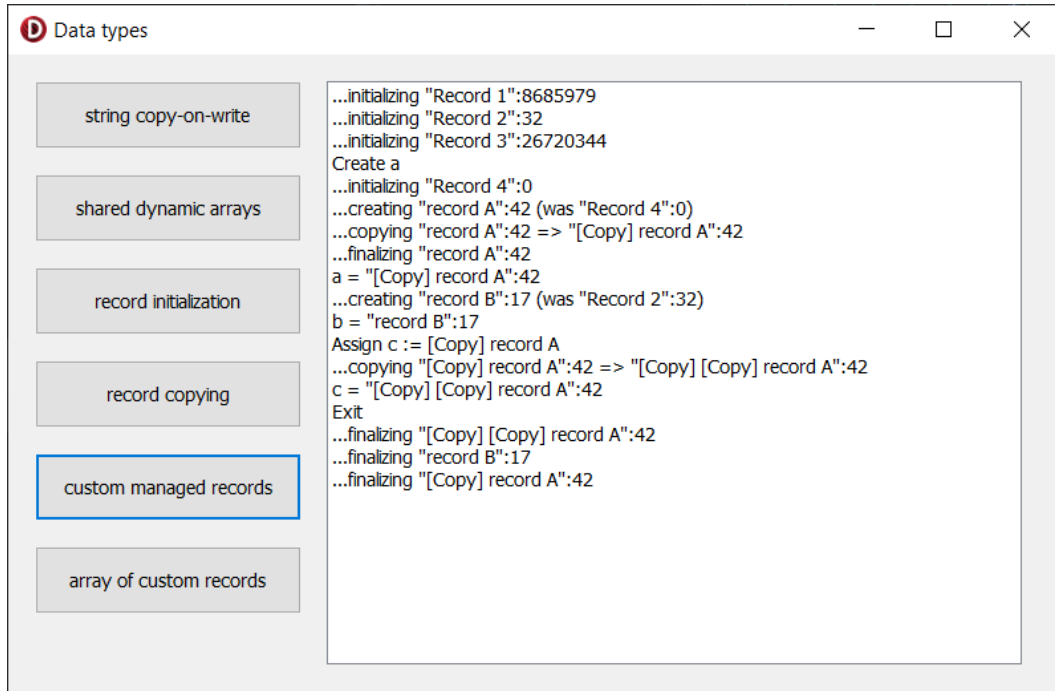 Data types
string copy-on-write
shared dynamic arrays
record initialization
record copying
custom managed records
array of custom records
...initializing "Record 1":8685979
...initializing "Record 2":32
...initializing "Record 3":26720344
Create a
...initializing "Record 4":0
...creating "record A":42 (was "Record 4":0)
...copying "record A":42 => "[Copy] record A":42
...finalizing "record A":42
a = "[Copy] record A":42
...creating "record B":17 (was "Record 2":32)
b = "record B":17
Assign c := [Copy] record A
...copying "[Copy] record A":42 => "[Copy] [Copy] record A":42
c = "[Copy] [Copy] record A":42
Exit
...finalizing "[Copy] [Copy] record A":42
...finalizing "record B":17
...finalizing "[Copy] record A":42